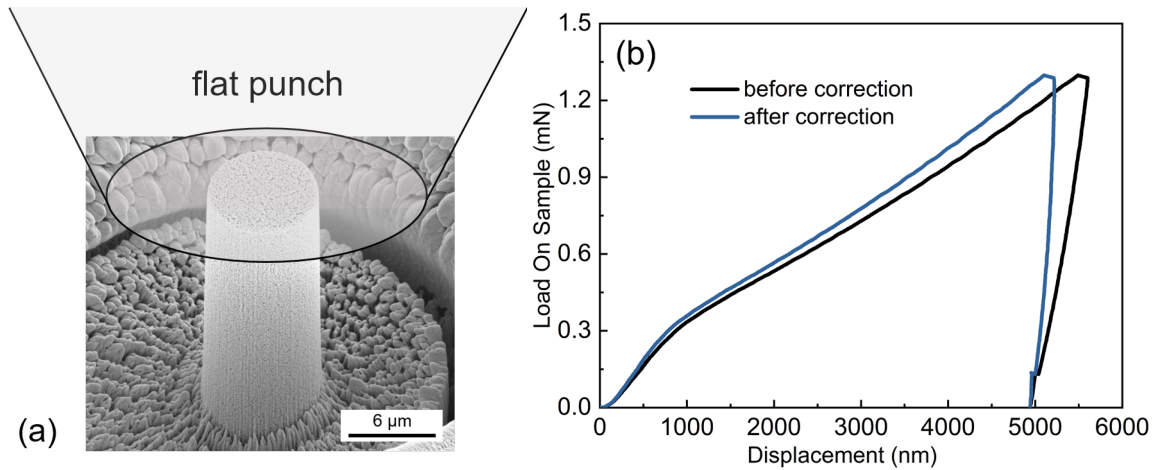 flat punch
6 µm
(a)
(b)
before correction
after correction
Load On Sample (mN)
1.5
1.2
0.9
0.6
0.3
0.0
0 1000 2000 3000 4000 5000 6000
Displacement (nm)